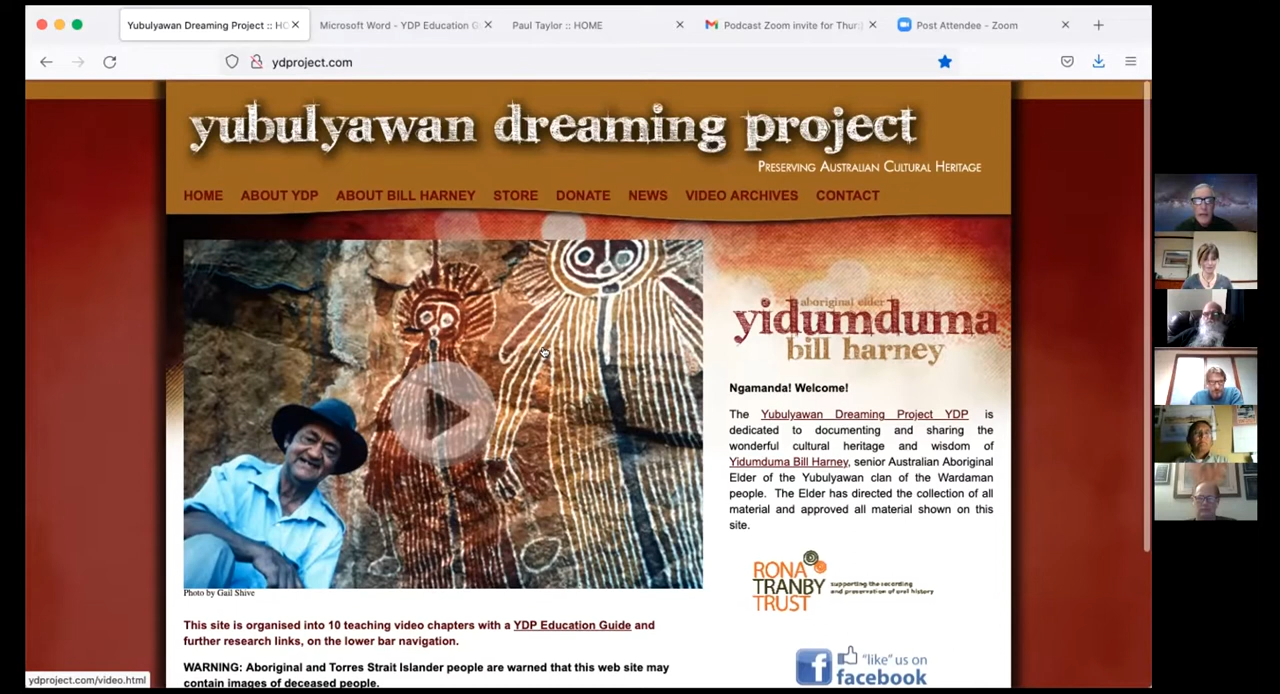 Yubulyawan Dreaming Project :: HO
Microsoft Word - YDP Education G
Paul Taylor :: HOME
Podcast Zoom invite for Thur
Post Attendee - Zoom
ydproject.com
yubulyawan dreaming project
PRESERVING AUSTRALIAN CULTURAL HERITAGE
HOME ABOUT YDP ABOUT BILL HARNEY STORE DONATE NEWS VIDEO ARCHIVES CONTACT
aboriginal elder
yidumduma
bill harney
Ngamanda! Welcome!
The Yubulyawan Dreaming Project YDP is
dedicated to documenting and sharing the
wonderful cultural heritage and wisdom of
Yidumduma Bill Harney, senior Australian Aboriginal
Elder of the Yubulyawan clan of the Wardaman
people. The Elder has directed the collection of all
material and approved all material shown on this
site.
RONA
TRANBY
TRUST
supporting the recording
and preservation of oral history
"like" us on
facebook
Photo by Gail Shive
This site is organised into 10 teaching video chapters with a YDP Education Guide and
further research links, on the lower bar navigation.
WARNING: Aboriginal and Torres Strait Islander people are warned that this web site may
contain images of deceased people.
ydproject.com/video.html